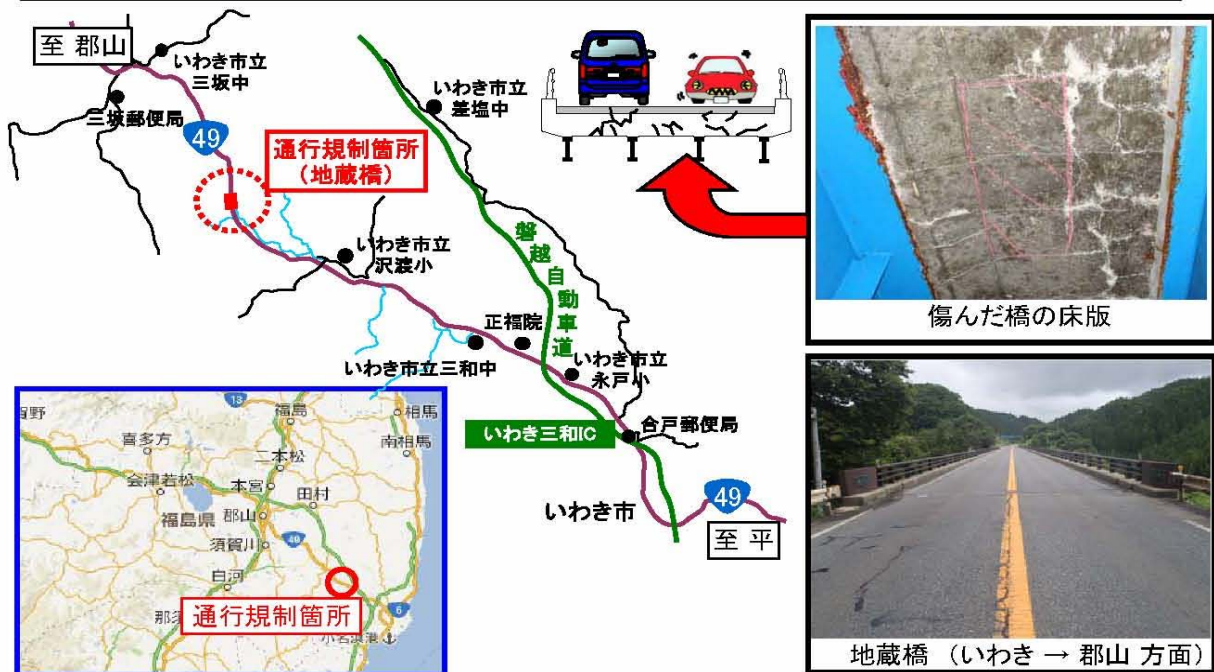 至 郡山
いわき市立
三坂中
三坂郵便局
49
通行規制箇所
(地蔵橋)
いわき市立
差塩中
磐越自動車道
いわき市立
沢渡小
正福院
いわき市立三和中
いわき市立
永戸小
いわき三和IC
合戸郵便局
いわき市
49
至 平
傷んだ橋の床版
地蔵橋 (いわき → 郡山 方面)
13
福島
相馬
喜多方
南相馬
二本松
会津若松
本宮
田村
福島県
郡山
須賀川
49
白河
6
通行規制箇所
小名浜港